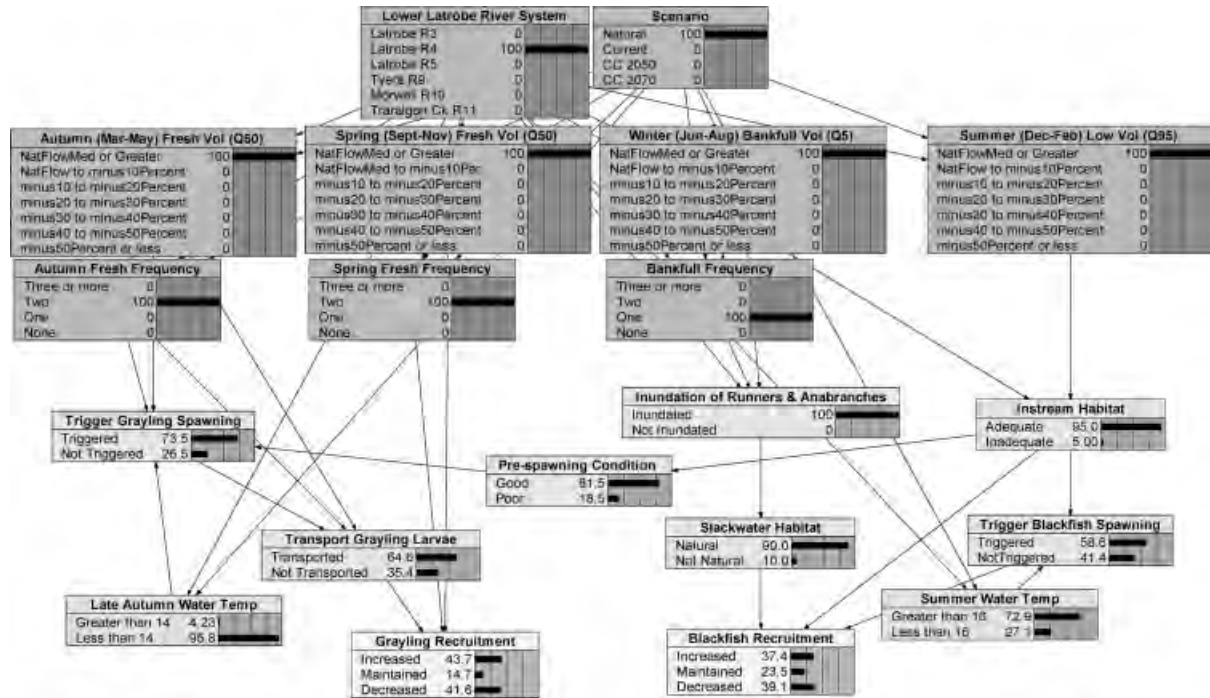 Lower Latrobe River System
Latrobe R3 0
Latrobe R4 100
Latrobe R5 0
Tyers R9 0
Morwell R10 0
Traralgon Ck R11 0
Scenario
Natural 100
Current 0
CC 2050 0
CC 2070 0
Autumn (Mar-May) Fresh Vol (Q50)
NatFlowMed or Greater 100
NatFlow to minus10Percent 0
minus10 to minus20Percent 0
minus20 to minus30Percent 0
minus30 to minus40Percent 0
minus40 to minus50Percent 0
minus50Percent or less 0
Spring (Sept-Nov) Fresh Vol (Q50)
NatFlowMed or Greater 100
NatFlowMed to minus10Per 0
minus10 to minus20Percent 0
minus20 to minus30Percent 0
minus30 to minus40Percent 0
minus40 to minus50Percent 0
minus50Percent or less 0
Winter (Jun-Aug) Bankfull Vol (Q5)
NatFlowMed or Greater 100
NatFlow to minus10Percent 0
minus10 to minus20Percent 0
minus20 to minus30Percent 0
minus30 to minus40Percent 0
minus40 to minus50Percent 0
minus50Percent or less 0
Summer (Dec-Feb) Low Vol (Q95)
NatFlowMed or Greater 100
NatFlow to minus10Percent 0
minus10 to minus20Percent 0
minus20 to minus30Percent 0
minus30 to minus40Percent 0
minus40 to minus50Percent 0
minus50Percent or less 0
Autumn Fresh Frequency
Three or more 0
Two 100
One 0
None 0
Spring Fresh Frequency
Three or more 0
Two 100
One 0
None 0
Bankfull Frequency
Three or more 0
Two 0
One 100
None 0
Trigger Grayling Spawning
Triggered 73.5
Not Triggered 26.5
Inundation of Runners & Anabranches
Inundated 100
Not Inundated 0
Instream Habitat
Adequate 95.0
Inadequate 5.00
Pre-spawning Condition
Good 81.5
Poor 18.5
Transport Grayling Larvae
Transported 64.6
Not Transported 35.4
Slackwater Habitat
Natural 90.0
Not Natural 10.0
Trigger Blackfish Spawning
Triggered 58.6
NotTriggered 41.4
Late Autumn Water Temp
Greater than 14 4.23
Less than 14 95.8
Grayling Recruitment
Increased 43.7
Maintained 14.7
Decreased 41.6
Blackfish Recruitment
Increased 37.4
Maintained 23.5
Decreased 39.1
Summer Water Temp
Greater than 16 72.9
Less than 16 27.1